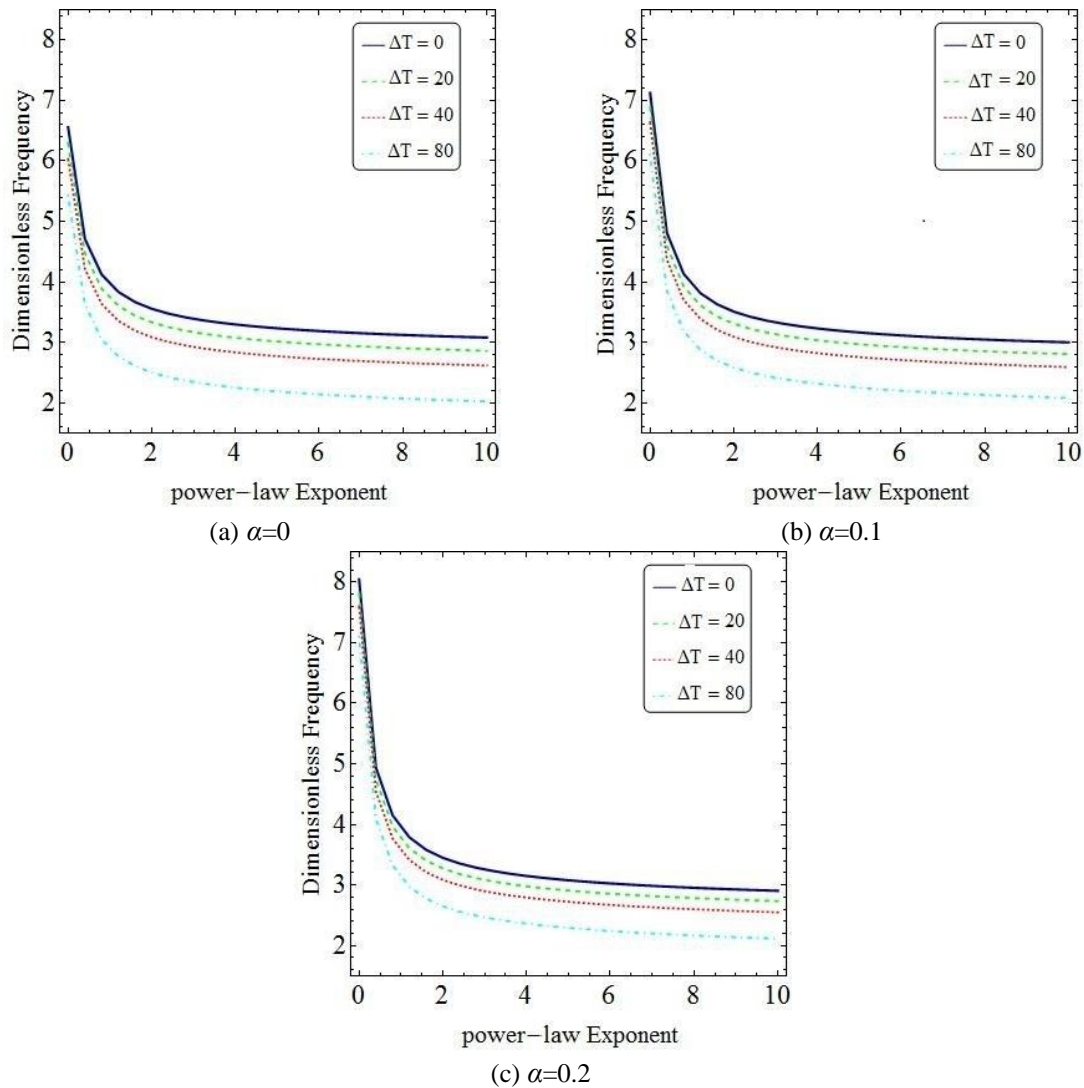 8
7
6
5
4
3
2
Dimensionless Frequency
ΔT = 0
ΔT = 20
ΔT = 40
ΔT = 80
0 2 4 6 8 10
power−law Exponent
(a) α=0
8
7
6
5
4
3
2
Dimensionless Frequency
ΔT = 0
ΔT = 20
ΔT = 40
ΔT = 80
0 2 4 6 8 10
power−law Exponent
(b) α=0.1
8
7
6
5
4
3
2
Dimensionless Frequency
ΔT = 0
ΔT = 20
ΔT = 40
ΔT = 80
0 2 4 6 8 10
power−law Exponent
(c) α=0.2